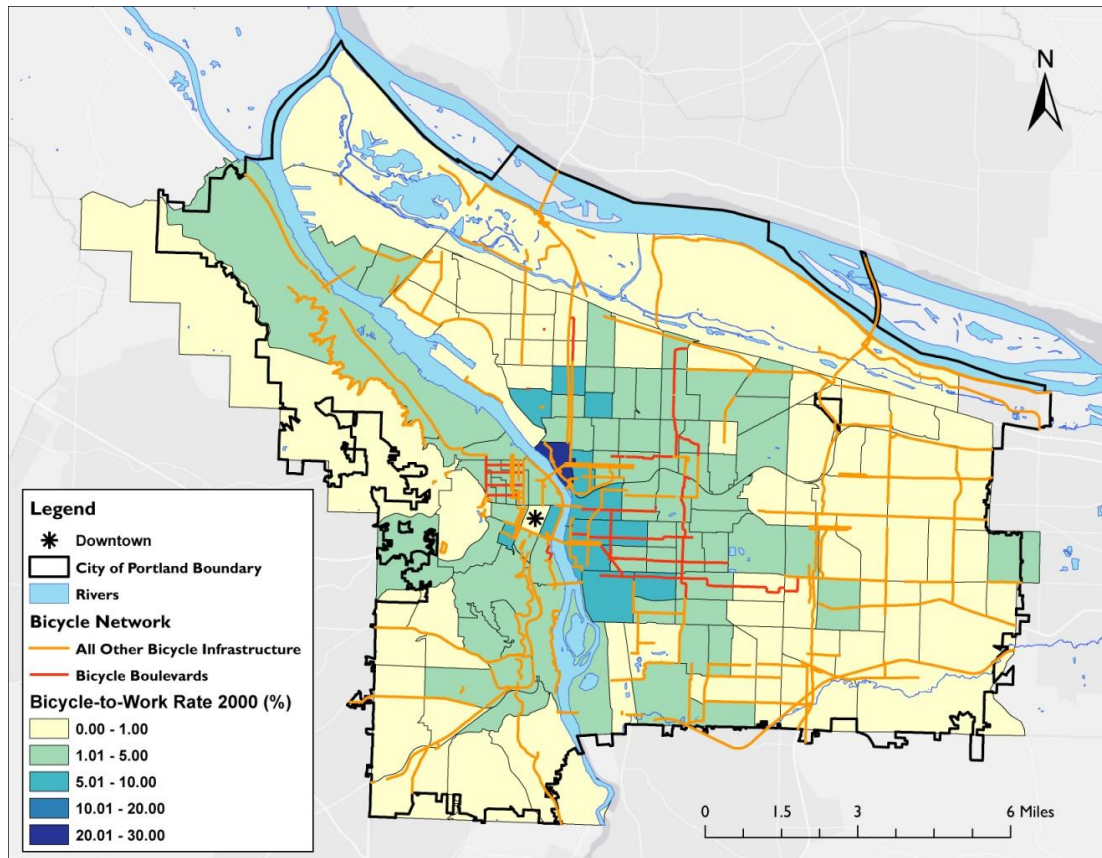 N
Legend
Downtown
City of Portland Boundary
Rivers
Bicycle Network
All Other Bicycle Infrastructure
Bicycle Boulevards
Bicycle-to-Work Rate 2000 (%)
0.00 - 1.00
1.01 - 5.00
5.01 - 10.00
10.01 - 20.00
20.01 - 30.00
0 1.5 3 6 Miles